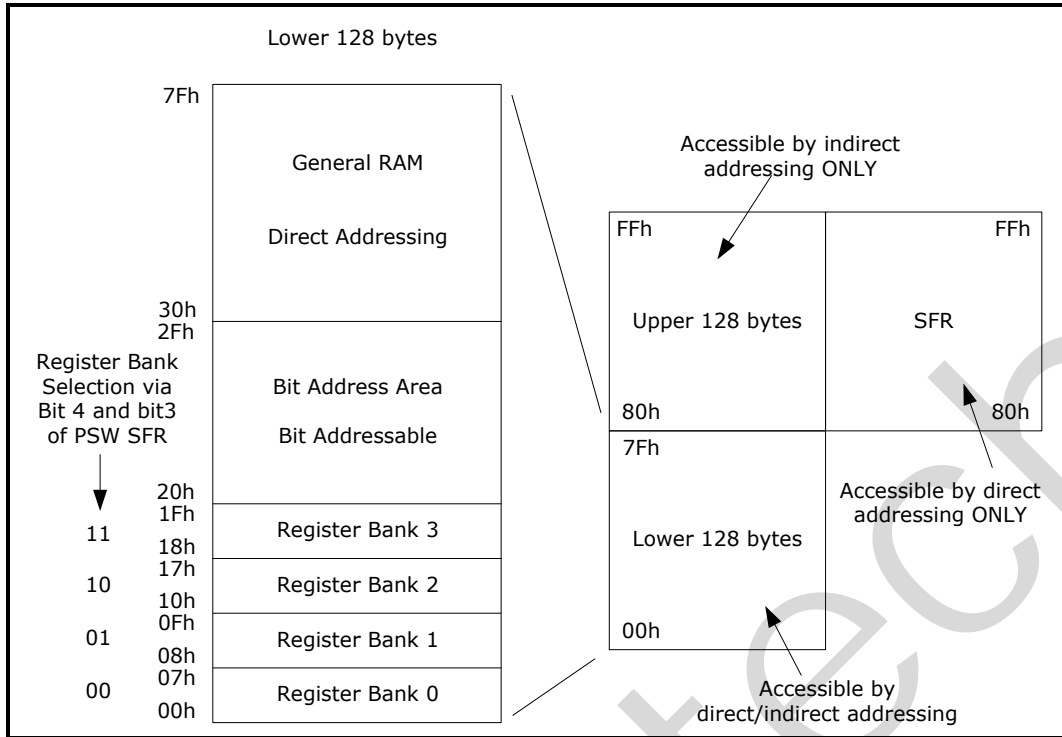 Lower 128 bytes
7Fh
General RAM
Direct Addressing
30h
2Fh
Register Bank
Selection via
Bit 4 and bit3
of PSW SFR
Bit Address Area
Bit Addressable
20h
1Fh
11
Register Bank 3
18h
17h
10
Register Bank 2
10h
0Fh
01
Register Bank 1
08h
07h
00
Register Bank 0
00h
Accessible by indirect
addressing ONLY
FFh
FFh
Upper 128 bytes
SFR
80h
80h
7Fh
Accessible by direct
addressing ONLY
Lower 128 bytes
00h
Accessible by
direct/indirect addressing
tech